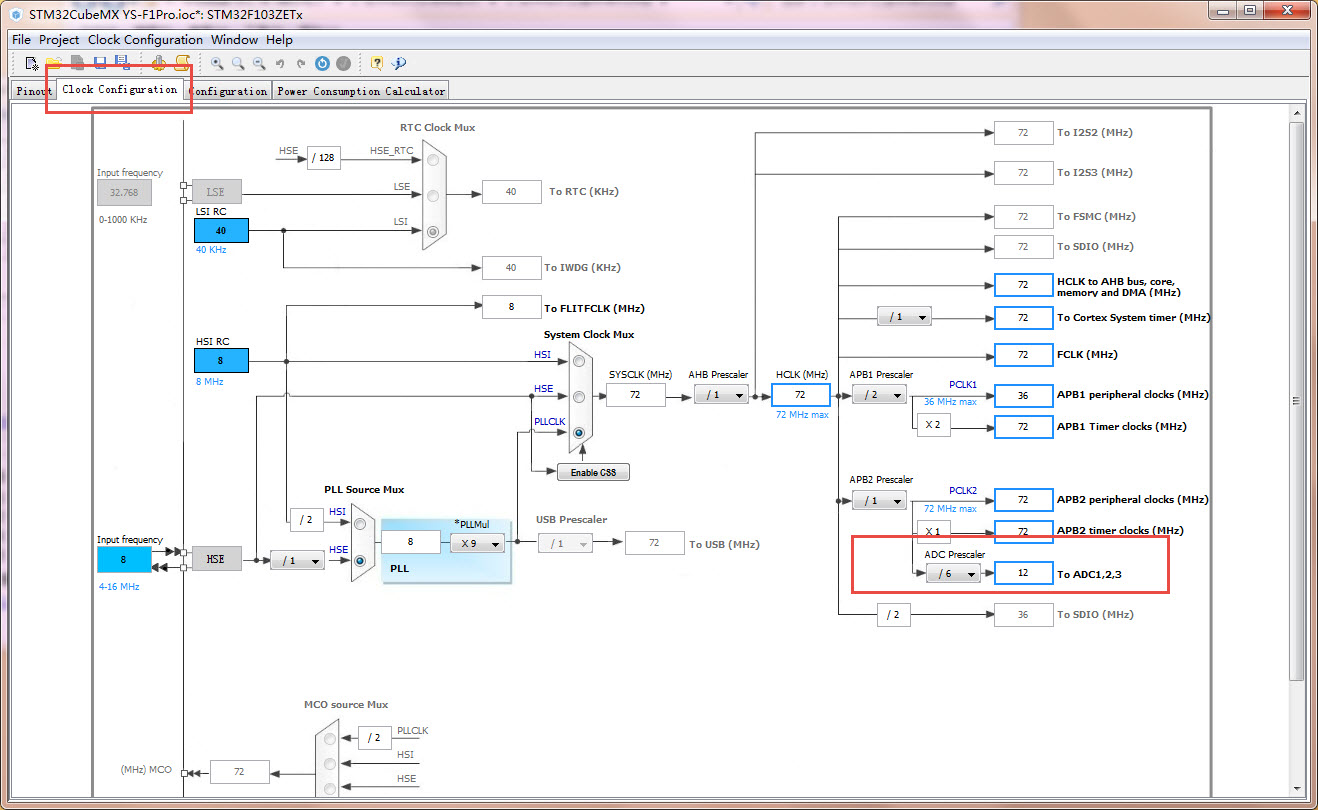 STM32CubeMX YS-F1Pro.ioc*: STM32F103ZETx
File Project Clock Configuration Window Help
Pinout Clock Configuration Configuration Power Consumption Calculator
RTC Clock Mux
HSE / 128 HSE_RTC
Input frequency
32.768
0-1000 KHz
LSE LSE 40 To RTC (KHz)
LSI RC
40 LSI
40 KHz
40 To IWDG (KHz)
8 To FLITFCLK (MHz)
72 To I2S2 (MHz)
72 To I2S3 (MHz)
72 To FSMC (MHz)
72 To SDIO (MHz)
72 HCLK to AHB bus, core,
memory and DMA (MHz)
/ 1 72 To Cortex System timer (MHz)
72 FCLK (MHz)
System Clock Mux
HSI RC
8 HSI
8 MHz
HSE
PLLCLK
Enable CSS
SYSCLK (MHz) AHB Prescaler HCLK (MHz) APB1 Prescaler
72 / 1 72 / 2
72 MHz max
PCLK1
36 MHz max
36 APB1 peripheral clocks (MHz)
X 2 72 APB1 Timer clocks (MHz)
APB2 Prescaler
/ 1
PCLK2
72 MHz max
72 APB2 peripheral clocks (MHz)
X 1 72 APB2 timer clocks (MHz)
ADC Prescaler
/ 6 12 To ADC1,2,3
/ 2 36 To SDIO (MHz)
PLL Source Mux
/ 2 HSI
Input frequency
8
4-16 MHz
HSE / 1 HSE
*PLLMul
8 X 9
PLL
USB Prescaler
/ 1 72 To USB (MHz)
MCO source Mux
/ 2 PLLCLK
HSI
HSE
(MHz) MCO 72